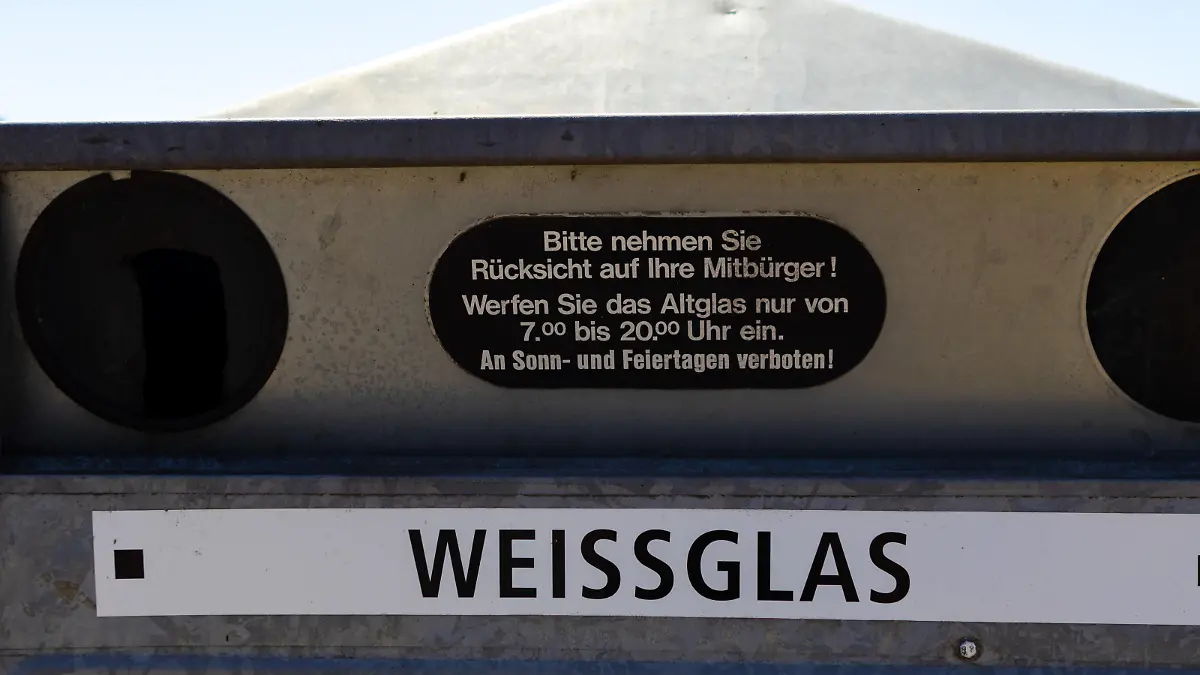 Bitte nehmen Sie
Rücksicht auf Ihre Mitbürger!
Werfen Sie das Altglas nur von
7.00 bis 20.00 Uhr ein.
An Sonn- und Feiertagen verboten!
WEISSGLAS